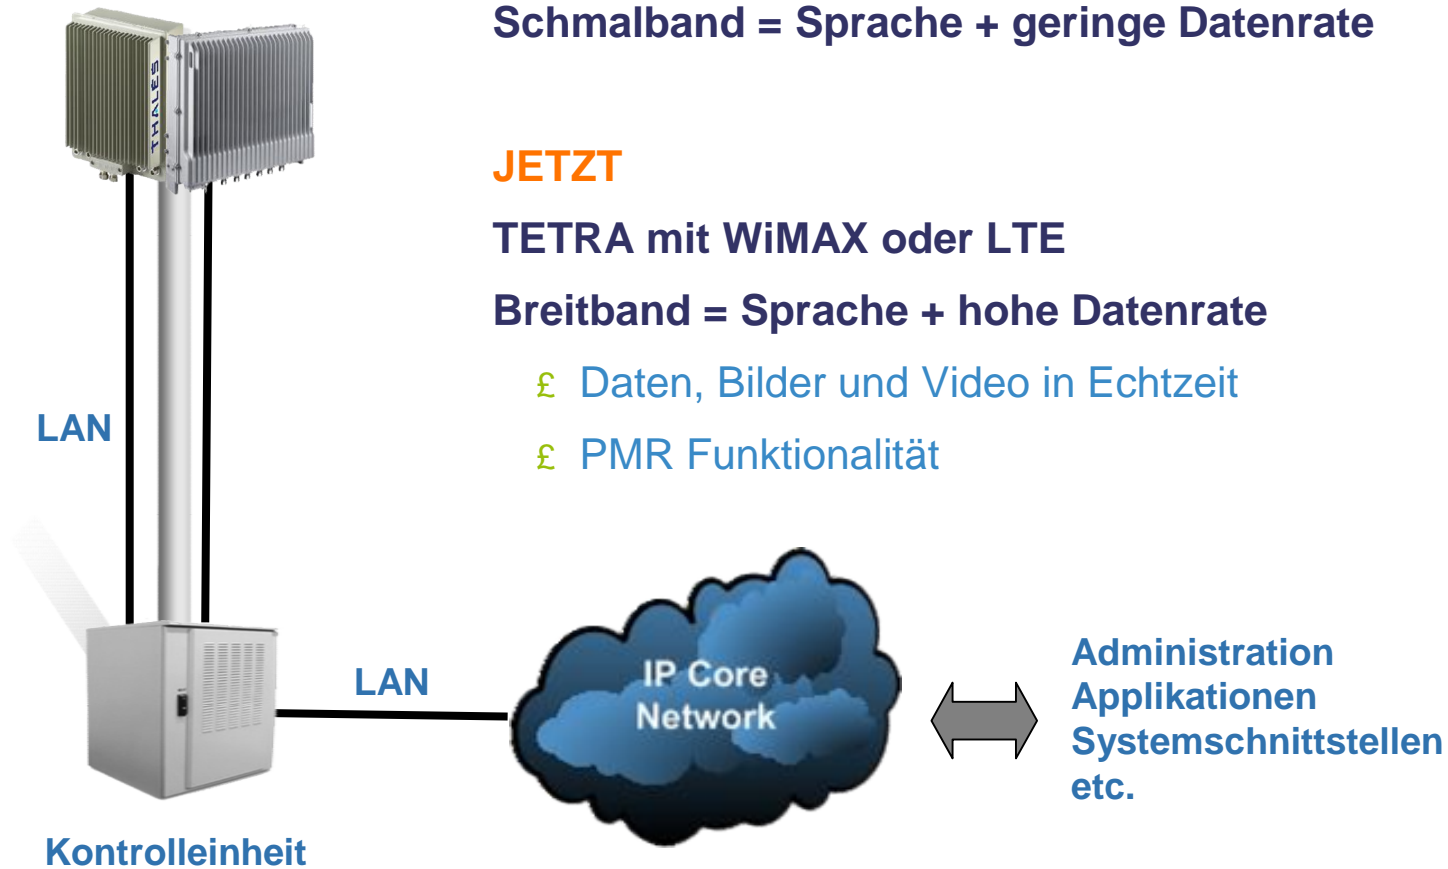 Schmalband = Sprache + geringe Datenrate
THALES
JETZT
TETRA mit WiMAX oder LTE
Breitband = Sprache + hohe Datenrate
£ Daten, Bilder und Video in Echtzeit
LAN
£ PMR Funktionalität
IP Core
Network
LAN
Administration
Applikationen
Systemschnittstellen
etc.
Kontrolleinheit